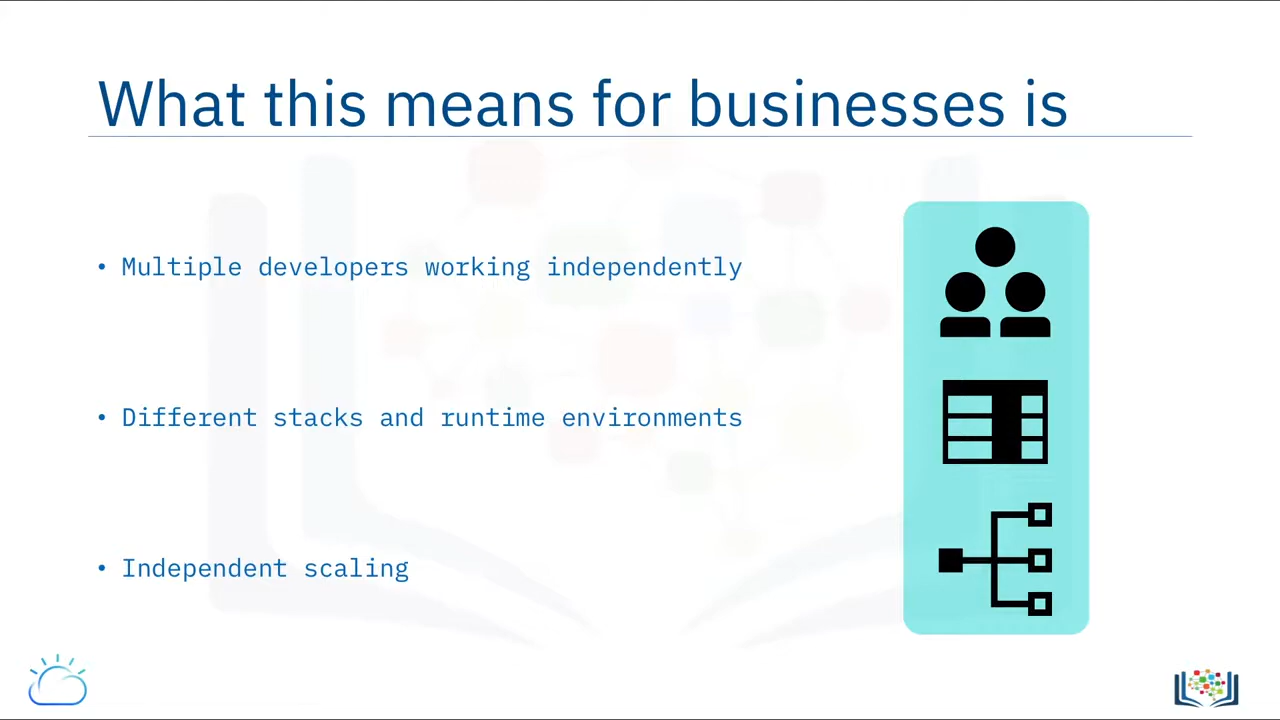 What this means for businesses is
• Multiple developers working independently
• Different stacks and runtime environments
• Independent scaling